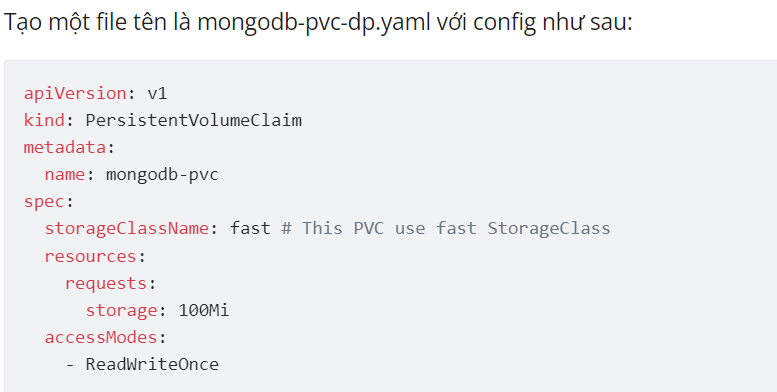 Tạo một file tên là mongodb-pvc-dp.yaml với config như sau:
apiVersion: v1
kind: PersistentVolumeClaim
metadata:
  name: mongodb-pvc
spec:
  storageClassName: fast # This PVC use fast StorageClass
  resources:
    requests:
      storage: 100Mi
  accessModes:
    - ReadWriteOnce